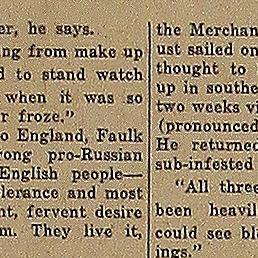 er, he says.
ng from make up
d to stand watch
when it was so
r froze."
o England, Faulk
rong pro-Russian
English people—
lerance and most
nt, fervent desire
m. They live it,
the Merchan
ust sailed on
thought to
up in southe
two weeks vi
(pronounced
He returned
sub-infested
"All three
been heavil
could see bl
ings."